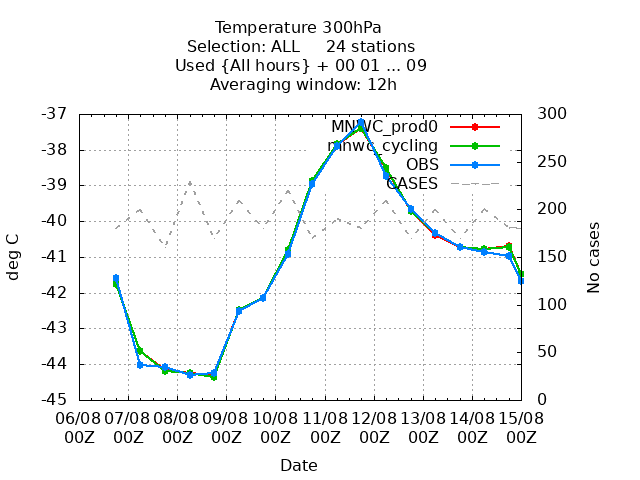 Temperature 300hPa
Selection: ALL     24 stations
Used {All hours} + 00 01 ... 09
Averaging window: 12h
-37
-38
-39
-40
-41
-42
-43
-44
-45
deg C
MNWC_prod0
mnwc_cycling
OBS
CASES
300
250
200
150
100
50
0
No cases
06/08 07/08 08/08 09/08 10/08 11/08 12/08 13/08 14/08 15/08
00Z 00Z 00Z 00Z 00Z 00Z 00Z 00Z 00Z 00Z
Date